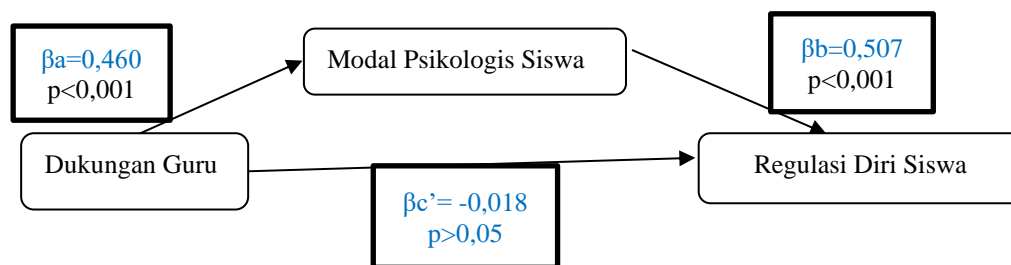 βa=0,460
p<0,001
Modal Psikologis Siswa
βb=0,507
p<0,001
Dukungan Guru
Regulasi Diri Siswa
βc’= -0,018
p>0,05